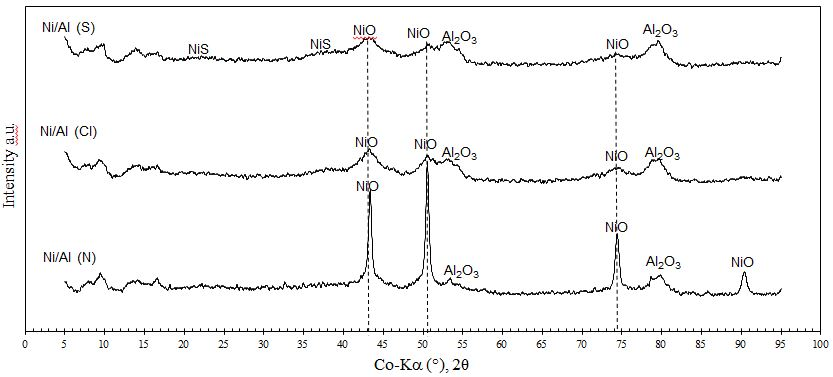 Ni/Al (S)
NiS
NiS
NiO
NiO
Al₂O₃
NiO
Al₂O₃
Ni/Al (Cl)
NiO
NiO
Al₂O₃
NiO
Al₂O₃
Ni/Al (N)
NiO
Al₂O₃
NiO
Al₂O₃
NiO
Intensity a.u.
0 5 10 15 20 25 30 35 40 45 50 55 60 65 70 75 80 85 90 95 100
Co-Kα (°), 2θ